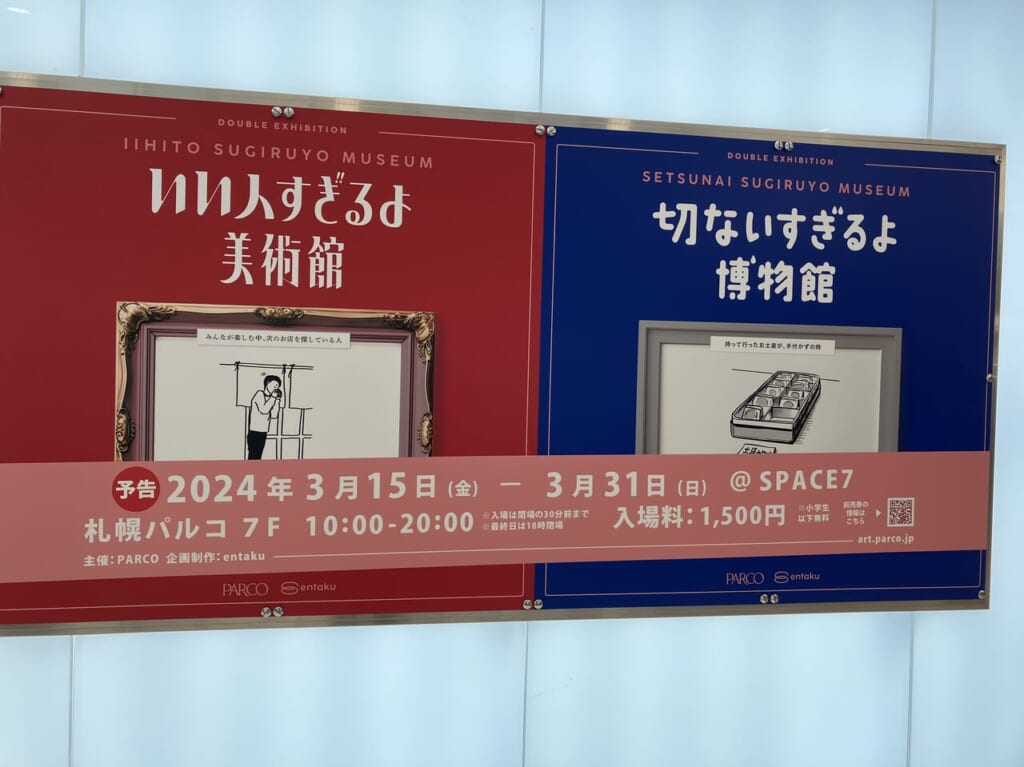 DOUBLE EXHIBITION
IIHITO SUGIRUYO MUSEUM
いい人すぎるよ
美術館
みんなが楽しむ中、次のお店を探している人
DOUBLE EXHIBITION
SETSUNAI SUGIRUYO MUSEUM
切ないすぎるよ
博物館
持って行ったお土産が、手付かずの時
予告 2024年3月15日(金) ― 3月31日(日) @ SPACE7
札幌パルコ 7F 10:00-20:00 ※入場は閉場の30分前まで ※最終日は18時閉場 入場料:1,500円 ※小学生以下無料 前売券の情報はこちら
主催:PARCO 企画制作:entaku
art.parco.jp
PARCO entaku
PARCO entaku